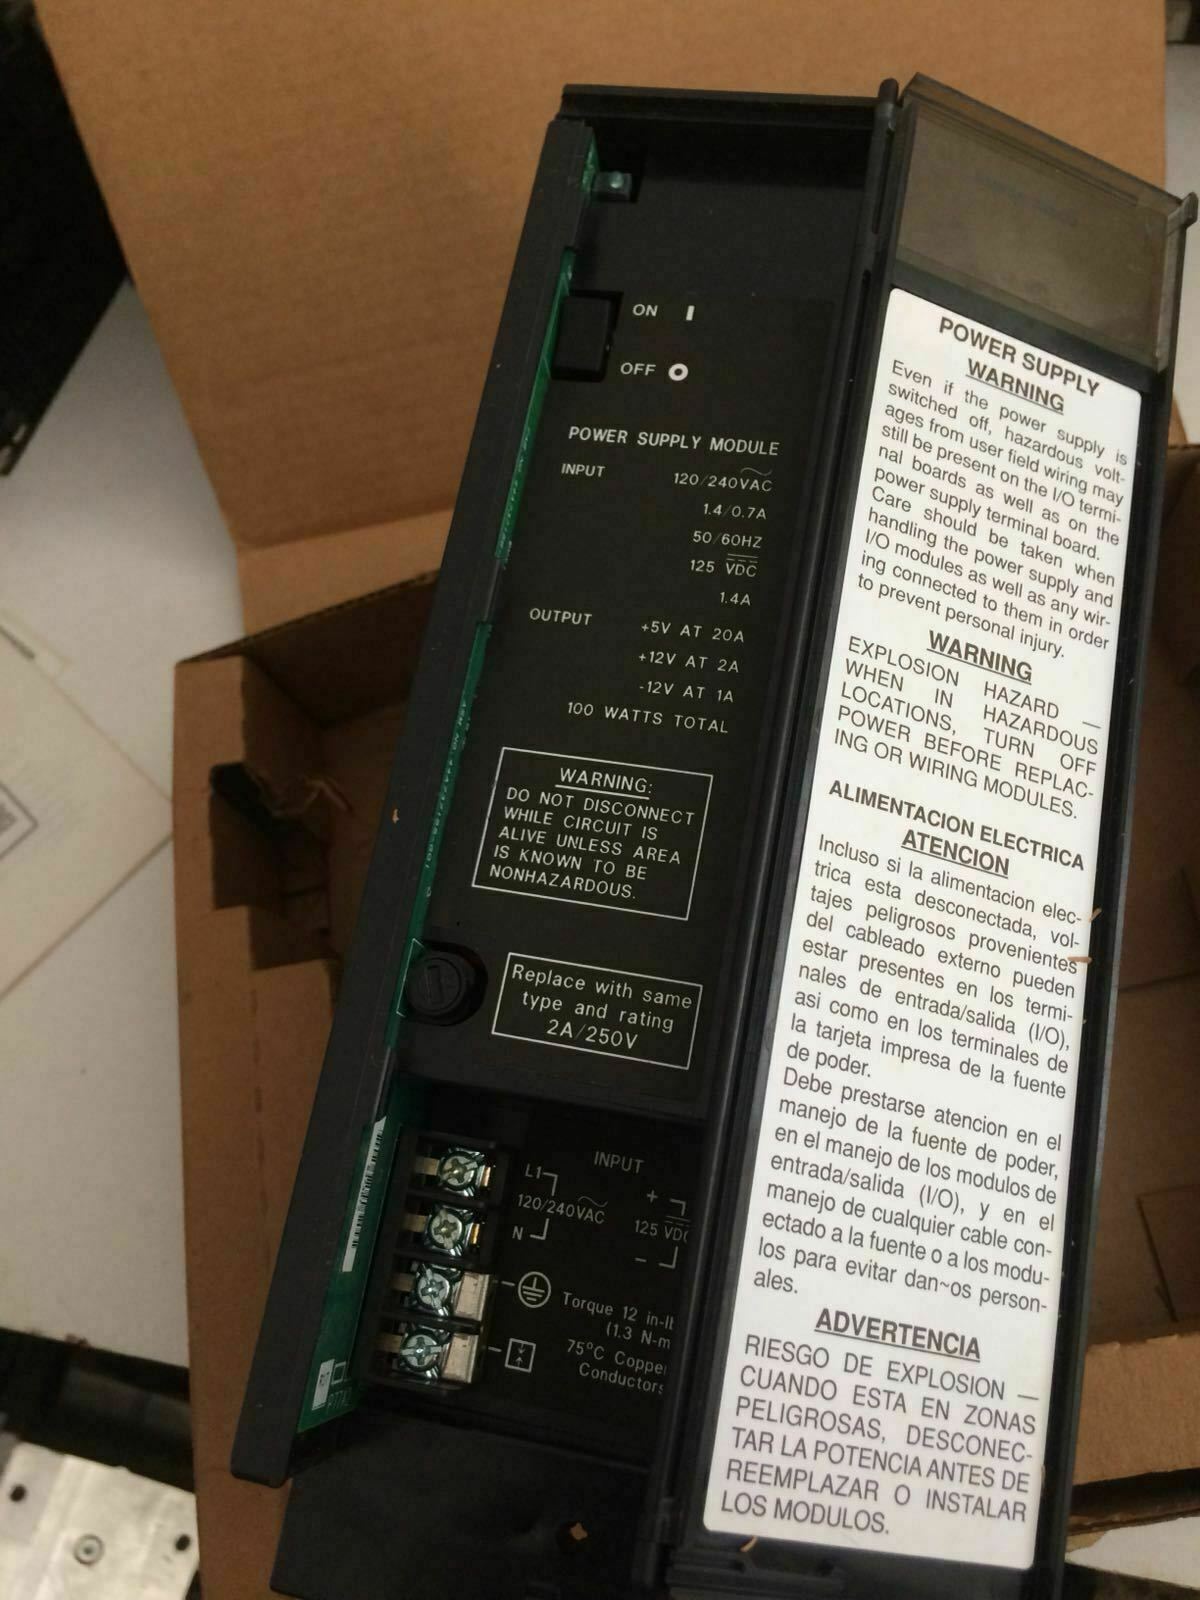 ON
OFF
POWER SUPPLY MODULE
INPUT 120/240VAC
1.4/0.7A
50/60HZ
125 VDC
1.4A
OUTPUT +5V AT 20A
+12V AT 2A
-12V AT 1A
100 WATTS TOTAL
WARNING:
DO NOT DISCONNECT
WHILE CIRCUIT IS
ALIVE UNLESS AREA
IS KNOWN TO BE
NONHAZARDOUS.
Replace with same
type and rating
2A/250V
INPUT
L1 +
120/240VAC 125 VDC
N -
Torque 12
(1.3
75°C
POWER SUPPLY
WARNING
Even if the power supply is
switched off, hazardous volt-
ages from user field wiring may
still be present on the I/O termi-
nal boards as well as on the
power supply terminal board.
Care should be taken when
handling the power supply and
I/O modules as well as any wir-
ing connected to them in order
to prevent personal injury.
WARNING
EXPLOSION HAZARD —
WHEN IN HAZARDOUS
LOCATIONS, TURN OFF
POWER BEFORE REPLAC-
ING OR WIRING MODULES.
ALIMENTACION ELECTRICA
ATENCION
Incluso si la alimentacion elec-
trica esta desconectada, vol-
tajes peligrosos provenientes
del cableado externo pueden
estar presentes en los termi-
nales de entrada/salida (I/O),
asi como en los terminales de
la tarjeta impresa de la fuente
de poder.
Debe prestarse atencion en el
manejo de la fuente de poder,
en el manejo de los modulos de
entrada/salida (I/O), y en el
manejo de cualquier cable con-
ectado a la fuente o a los modu-
los para evitar dan~os person-
ales.
ADVERTENCIA
RIESGO DE EXPLOSION —
CUANDO ESTA EN ZONAS
PELIGROSAS, DESCONEC-
TAR LA POTENCIA ANTES DE
REEMPLAZAR O INSTALAR
LOS MODULOS.